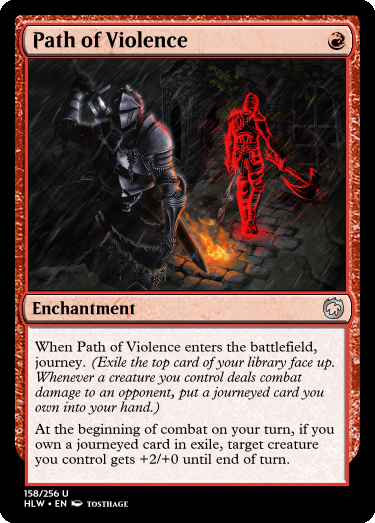 Path of Violence
Enchantment
When Path of Violence enters the battlefield,
journey. (Exile the top card of your library face up.
Whenever a creature you control deals combat
damage to an opponent, put a journeyed card you
own into your hand.)
At the beginning of combat on your turn, if you
own a journeyed card in exile, target creature
you control gets +2/+0 until end of turn.
158/256 U
HLW • EN TOSTHAGE